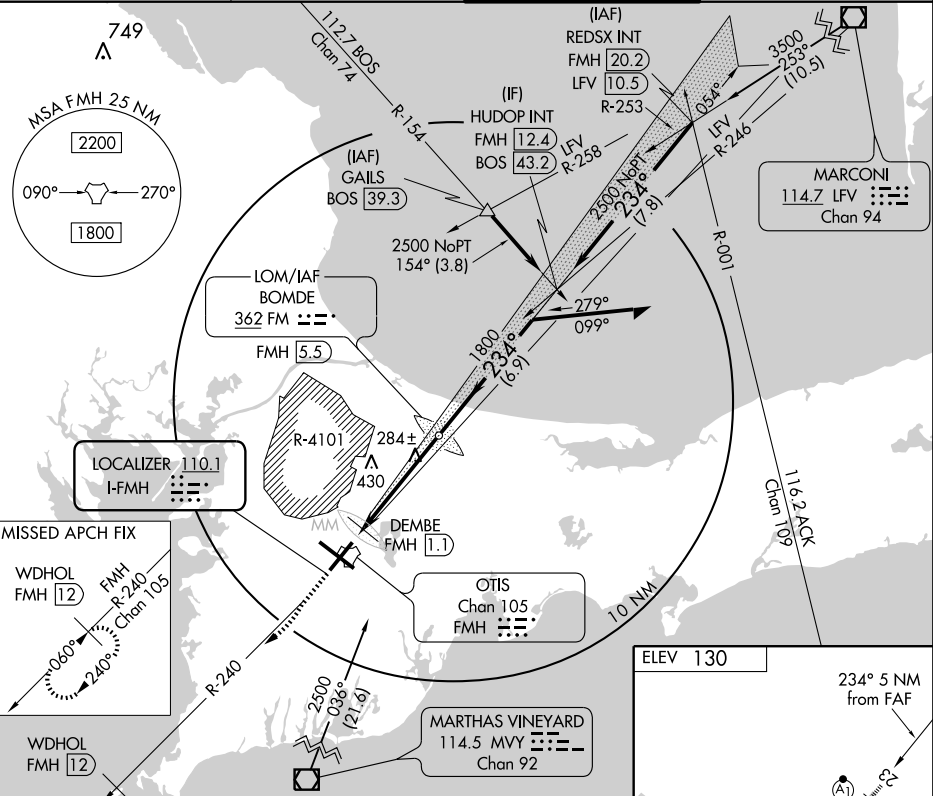 749
MSA FMH 25 NM
2200
090°
270°
1800
112.7 BOS
Chan 74
R-154
(IAF)
GAILS
BOS 39.3
2500 NoPT
154° (3.8)
(IF)
HUDOP INT
FMH 12.4
BOS 43.2
LFV
R-258
(IAF)
REDSX INT
FMH 20.2
LFV 10.5
R-253
054°
3500
253°
(10.5)
LFV
R-246
MARCONI
114.7 LFV
Chan 94
2500 NoPT
234°
(7.8)
R-001
279°
099°
LOM/IAF
BOMDE
362 FM
FMH 5.5
1800
234°
(6.9)
R-4101
284±
430
LOCALIZER 110.1
I-FMH
MM
DEMBE
FMH 1.1
116.2 ACK
Chan 109
MISSED APCH FIX
WDHOL
FMH 12
FMH
R-240
Chan 105
060°
240°
OTIS
Chan 105
FMH
10 NM
R-240
2500
036°
(21.6)
MARTHAS VINEYARD
114.5 MVY
Chan 92
WDHOL
FMH 12
ELEV 130
234° 5 NM
from FAF
23
A1